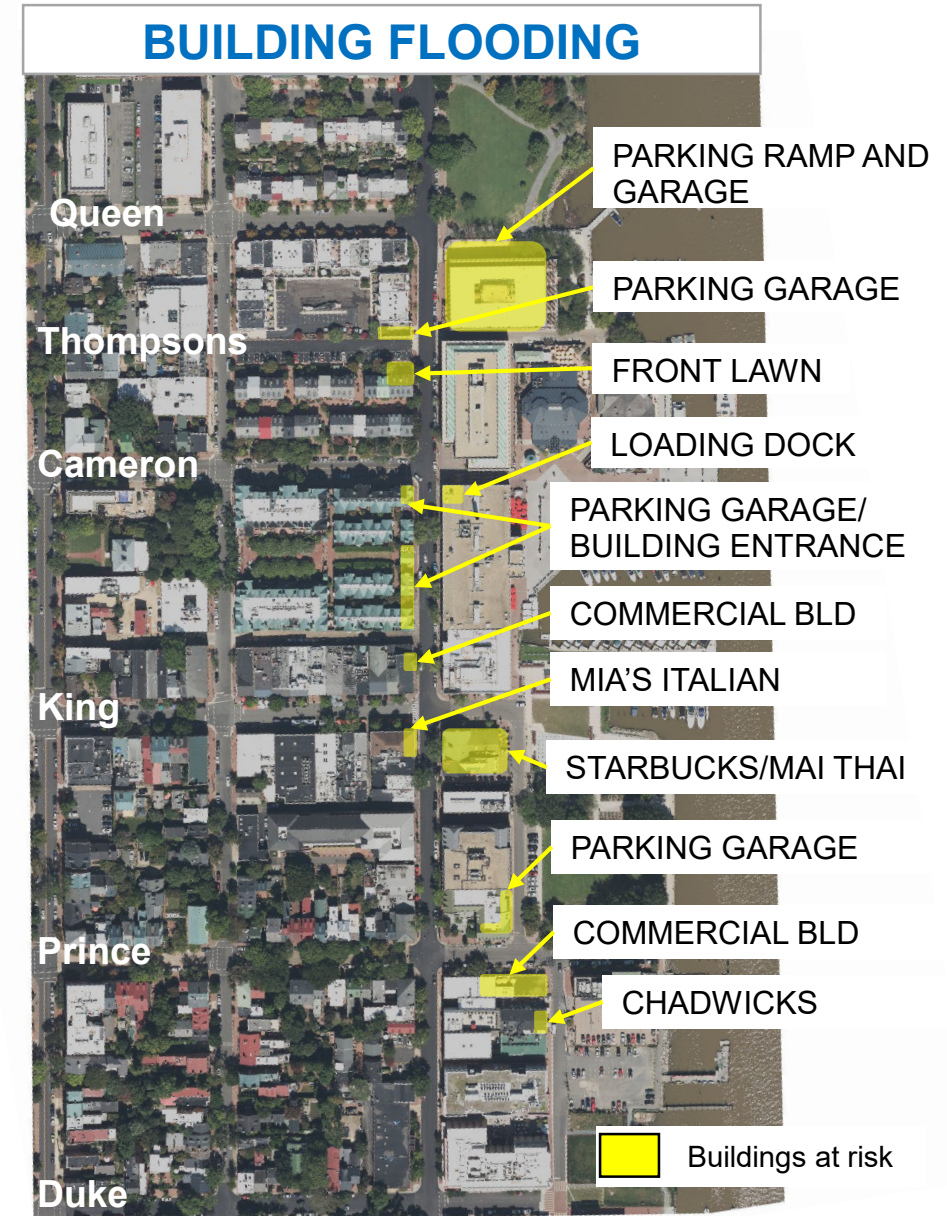 BUILDING FLOODING
PARKING RAMP AND
GARAGE
Queen
PARKING GARAGE
Thompsons
FRONT LAWN
LOADING DOCK
Cameron
PARKING GARAGE/
BUILDING ENTRANCE
COMMERCIAL BLD
MIA'S ITALIAN
King
STARBUCKS/MAI THAI
PARKING GARAGE
COMMERCIAL BLD
Prince
CHADWICKS
Buildings at risk
Duke